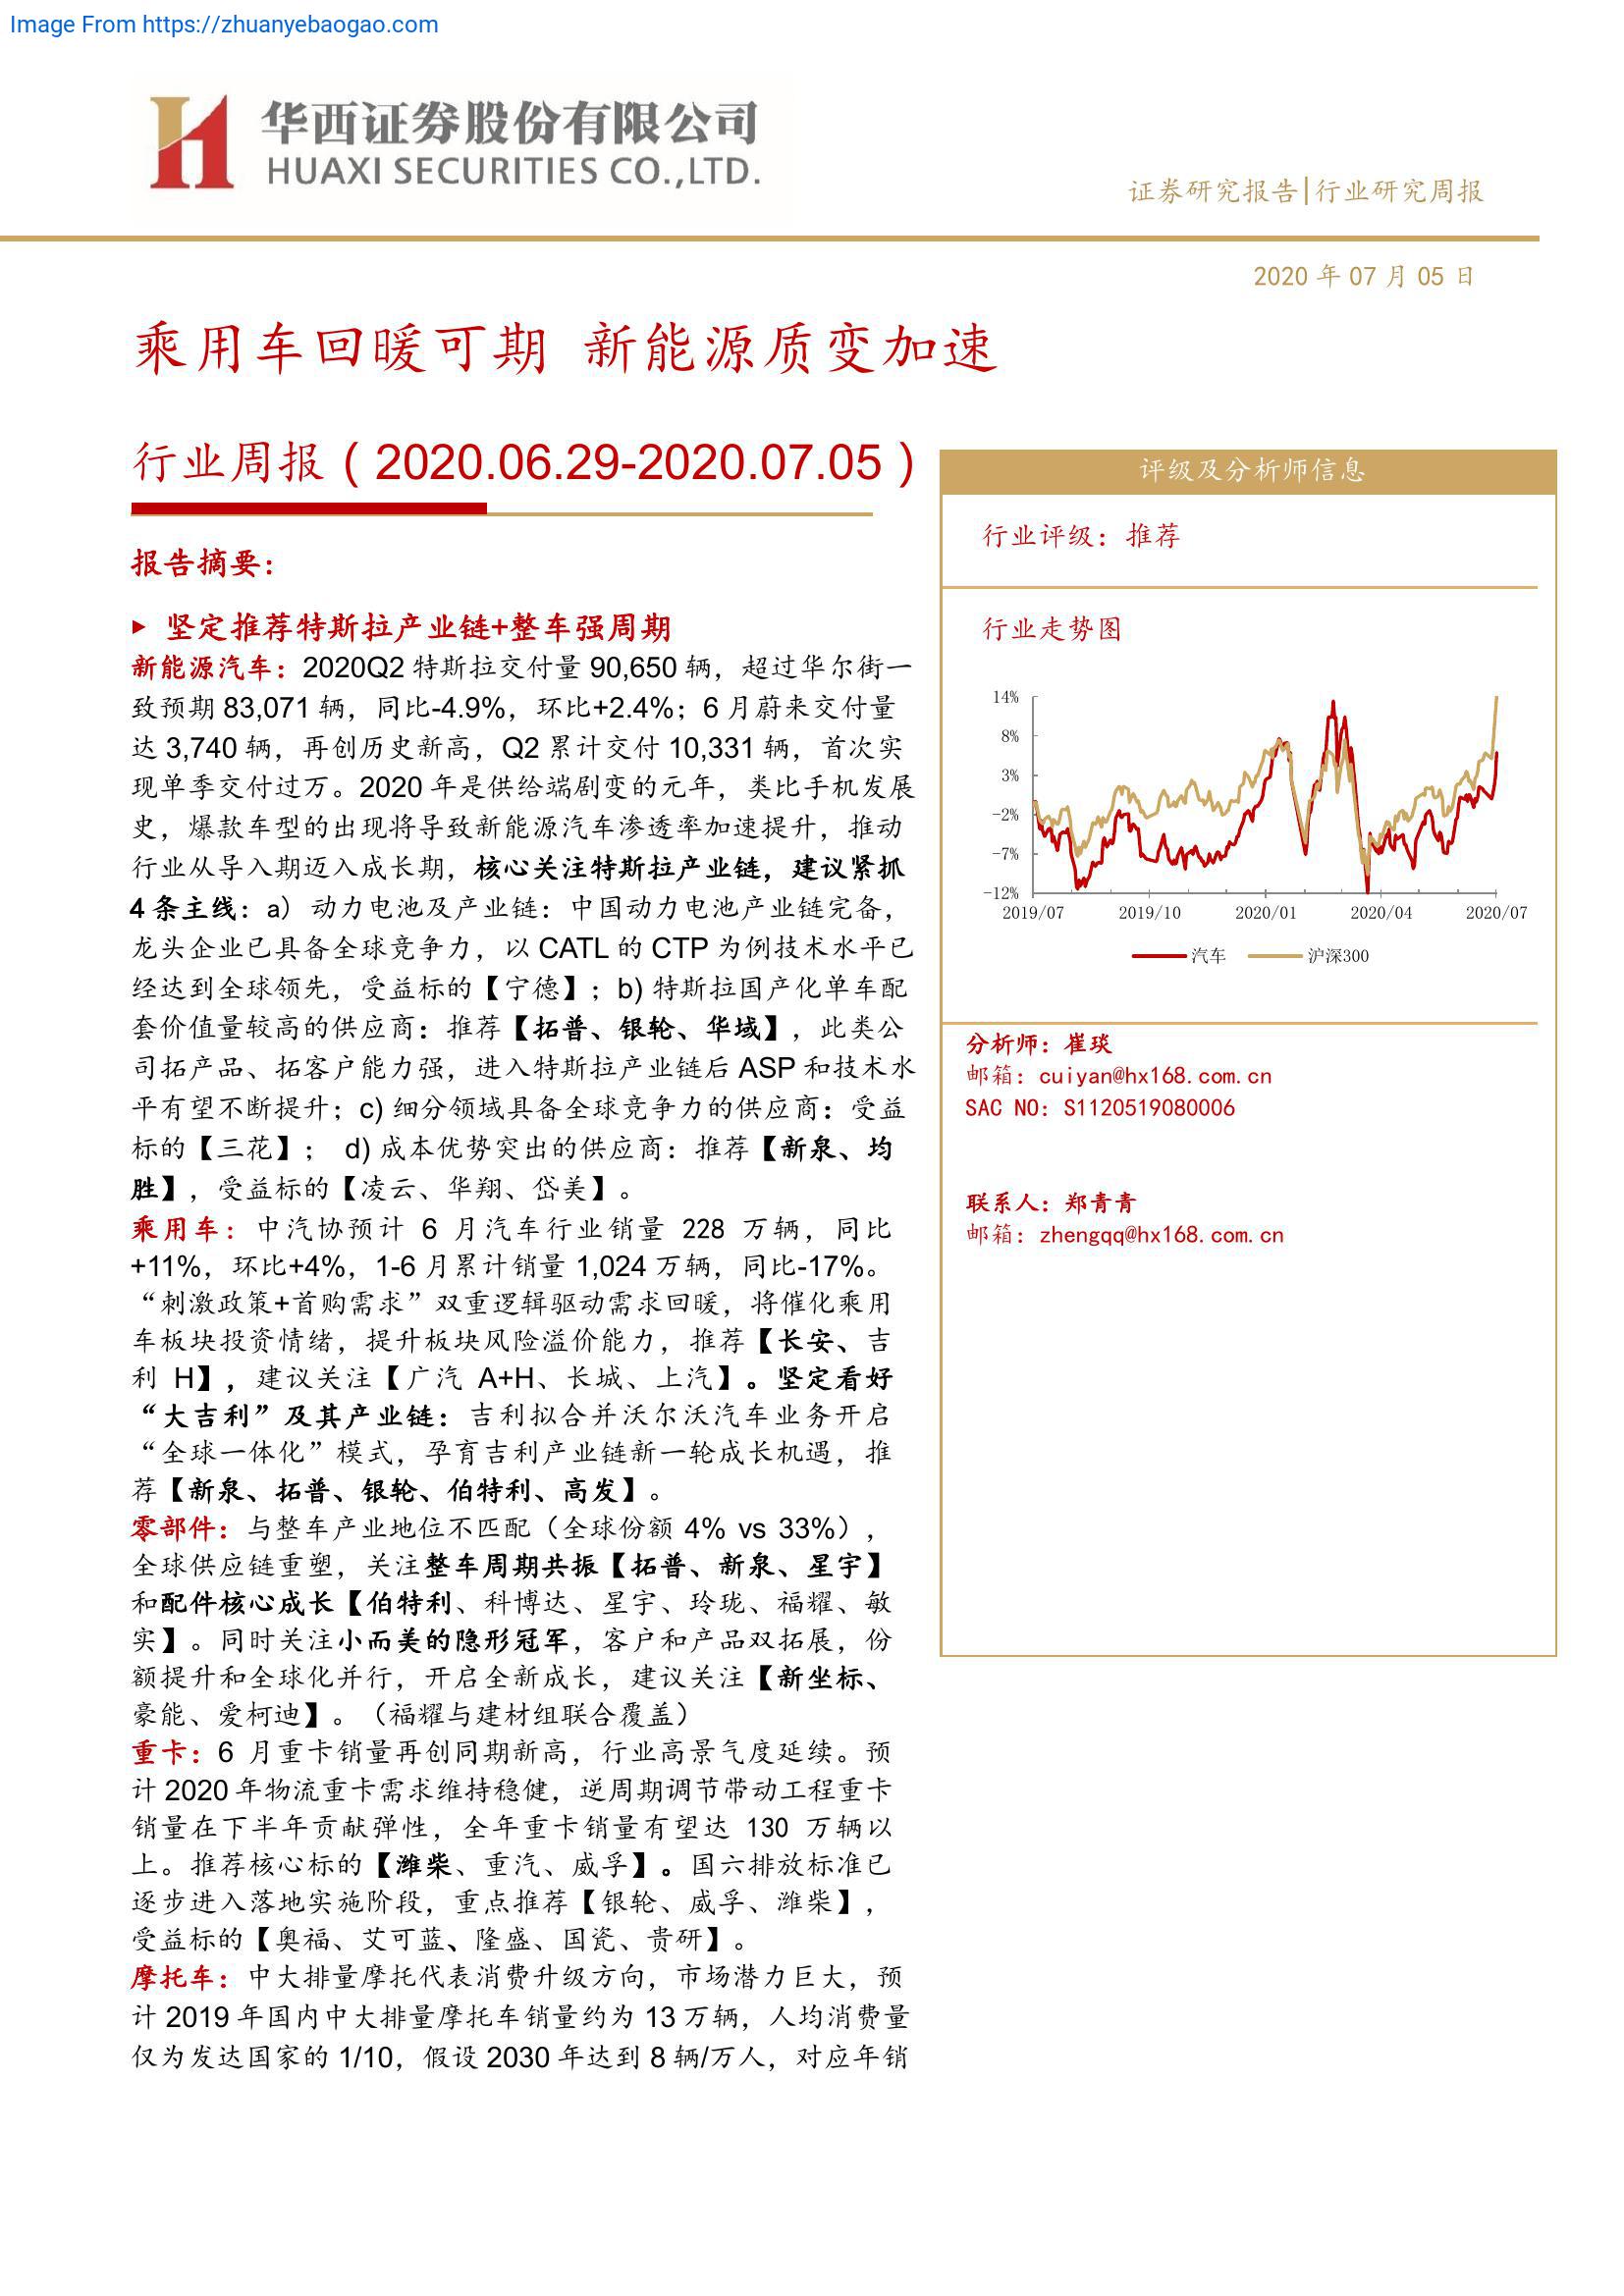 Image From https://zhuanyebaogao.com
华西证券股份有限公司
HUAXI SECURITIES CO.,LTD.
证券研究报告|行业研究周报
2020 年 07 月 05 日
乘用车回暖可期 新能源质变加速
行业周报（2020.06.29-2020.07.05）
报告摘要：
► 坚定推荐特斯拉产业链+整车强周期
新能源汽车：2020Q2 特斯拉交付量 90,650 辆，超过华尔街一
致预期 83,071 辆，同比-4.9%，环比+2.4%；6 月蔚来交付量
达 3,740 辆，再创历史新高，Q2 累计交付 10,331 辆，首次实
现单季交付过万。2020 年是供给端剧变的元年，类比手机发展
史，爆款车型的出现将导致新能源汽车渗透率加速提升，推动
行业从导入期迈入成长期，核心关注特斯拉产业链，建议紧抓
4 条主线：a) 动力电池及产业链：中国动力电池产业链完备，
龙头企业已具备全球竞争力，以 CATL 的 CTP 为例技术水平已
经达到全球领先，受益标的【宁德】；b) 特斯拉国产化单车配
套价值量较高的供应商：推荐【拓普、银轮、华域】，此类公
司拓产品、拓客户能力强，进入特斯拉产业链后 ASP 和技术水
平有望不断提升；c) 细分领域具备全球竞争力的供应商：受益
标的【三花】； d) 成本优势突出的供应商：推荐【新泉、均
胜】，受益标的【凌云、华翔、岱美】。
乘用车：中汽协预计 6 月汽车行业销量 228 万辆，同比
+11%，环比+4%，1-6 月累计销量 1,024 万辆，同比-17%。
“刺激政策+首购需求”双重逻辑驱动需求回暖，将催化乘用
车板块投资情绪，提升板块风险溢价能力，推荐【长安、吉
利 H】，建议关注【广汽 A+H、长城、上汽】。坚定看好
“大吉利”及其产业链：吉利拟合并沃尔沃汽车业务开启
“全球一体化”模式，孕育吉利产业链新一轮成长机遇，推
荐【新泉、拓普、银轮、伯特利、高发】。
零部件：与整车产业地位不匹配（全球份额 4% vs 33%），
全球供应链重塑，关注整车周期共振【拓普、新泉、星宇】
和配件核心成长【伯特利、科博达、星宇、玲珑、福耀、敏
实】。同时关注小而美的隐形冠军，客户和产品双拓展，份
额提升和全球化并行，开启全新成长，建议关注【新坐标、
豪能、爱柯迪】。（福耀与建材组联合覆盖）
重卡：6 月重卡销量再创同期新高，行业高景气度延续。预
计 2020 年物流重卡需求维持稳健，逆周期调节带动工程重卡
销量在下半年贡献弹性，全年重卡销量有望达 130 万辆以
上。推荐核心标的【潍柴、重汽、威孚】。国六排放标准已
逐步进入落地实施阶段，重点推荐【银轮、威孚、潍柴】，
受益标的【奥福、艾可蓝、隆盛、国瓷、贵研】。
摩托车：中大排量摩托代表消费升级方向，市场潜力巨大，预
计 2019 年国内中大排量摩托车销量约为 13 万辆，人均消费量
仅为发达国家的 1/10，假设 2030 年达到 8 辆/万人，对应年销
评级及分析师信息
行业评级：推荐
行业走势图
14%
8%
3%
-2%
-7%
-12%
2019/07 2019/10 2020/01 2020/04 2020/07
汽车 沪深300
分析师：崔琰
邮箱：cuiyan@hx168.com.cn
SAC NO：S1120519080006
联系人：郑青青
邮箱：zhengqq@hx168.com.cn